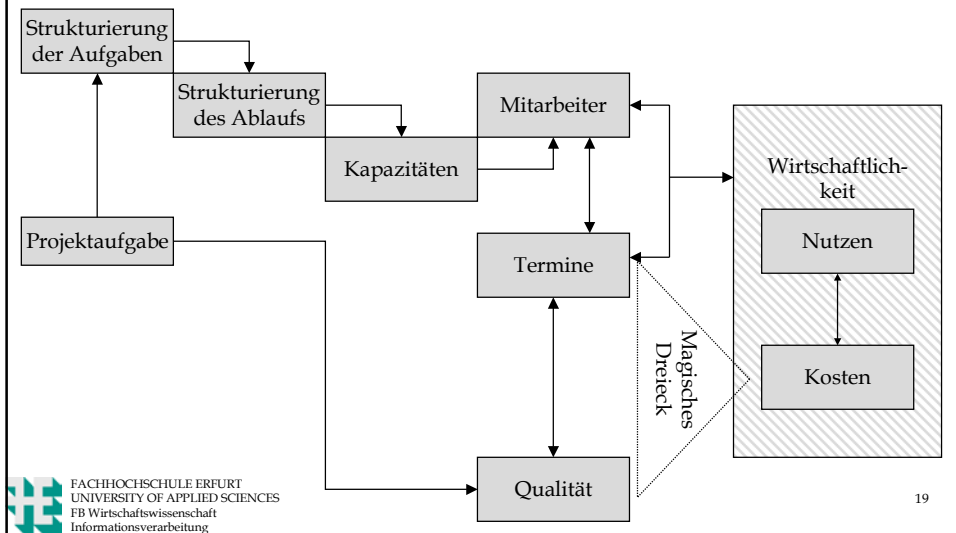 Strukturierung
der Aufgaben
Strukturierung
des Ablaufs
Mitarbeiter
Kapazitäten
Wirtschaftlich-
keit
Projektaufgabe
Termine
Nutzen
Magisches
Dreieck
Kosten
Qualität
FACHHOCHSCHULE ERFURT
UNIVERSITY OF APPLIED SCIENCES
FB Wirtschaftswissenschaft
Informationsverarbeitung
19